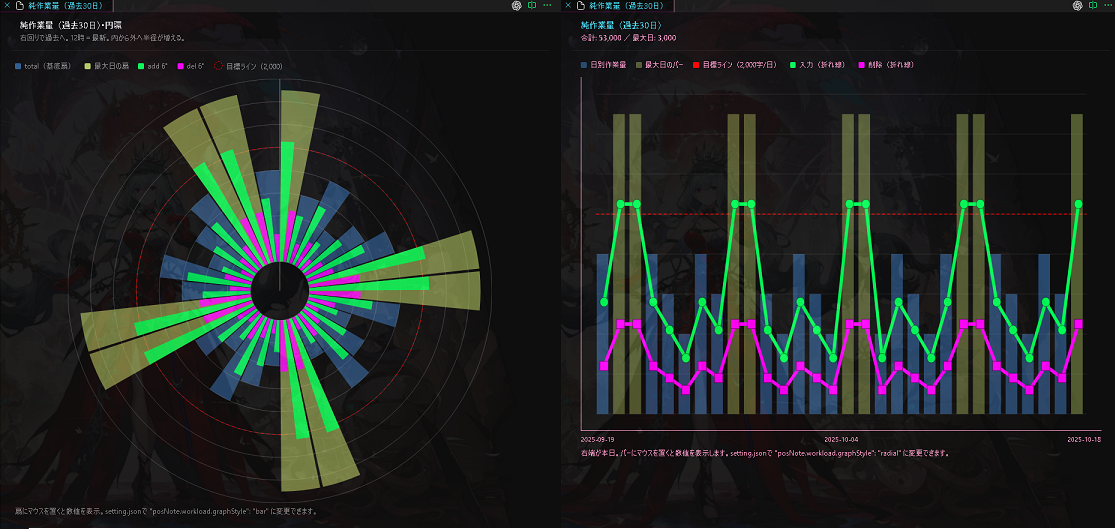 純作業量（過去30日）
純作業量（過去30日）・円環
右回りで過去へ。12時＝最新。内から外へ半径が増える。
total（基底扇） 最大日の扇 add 6° del 6° 目標ライン（2,000）
扇にマウスを置くと数値を表示。setting.jsonで "posNote.workload.graphStyle": "bar" に変更できます。
純作業量（過去30日）
純作業量（過去30日）
合計: 53,000 ／ 最大日: 3,000
日別作業量 最大日のバー 目標ライン（2,000字/日） 入力（折れ線） 削除（折れ線）
2025-09-19 2025-10-04 2025-10-18
右端が本日。バーにマウスを置くと数値を表示します。setting.jsonで "posNote.workload.graphStyle": "radial" に変更できます。